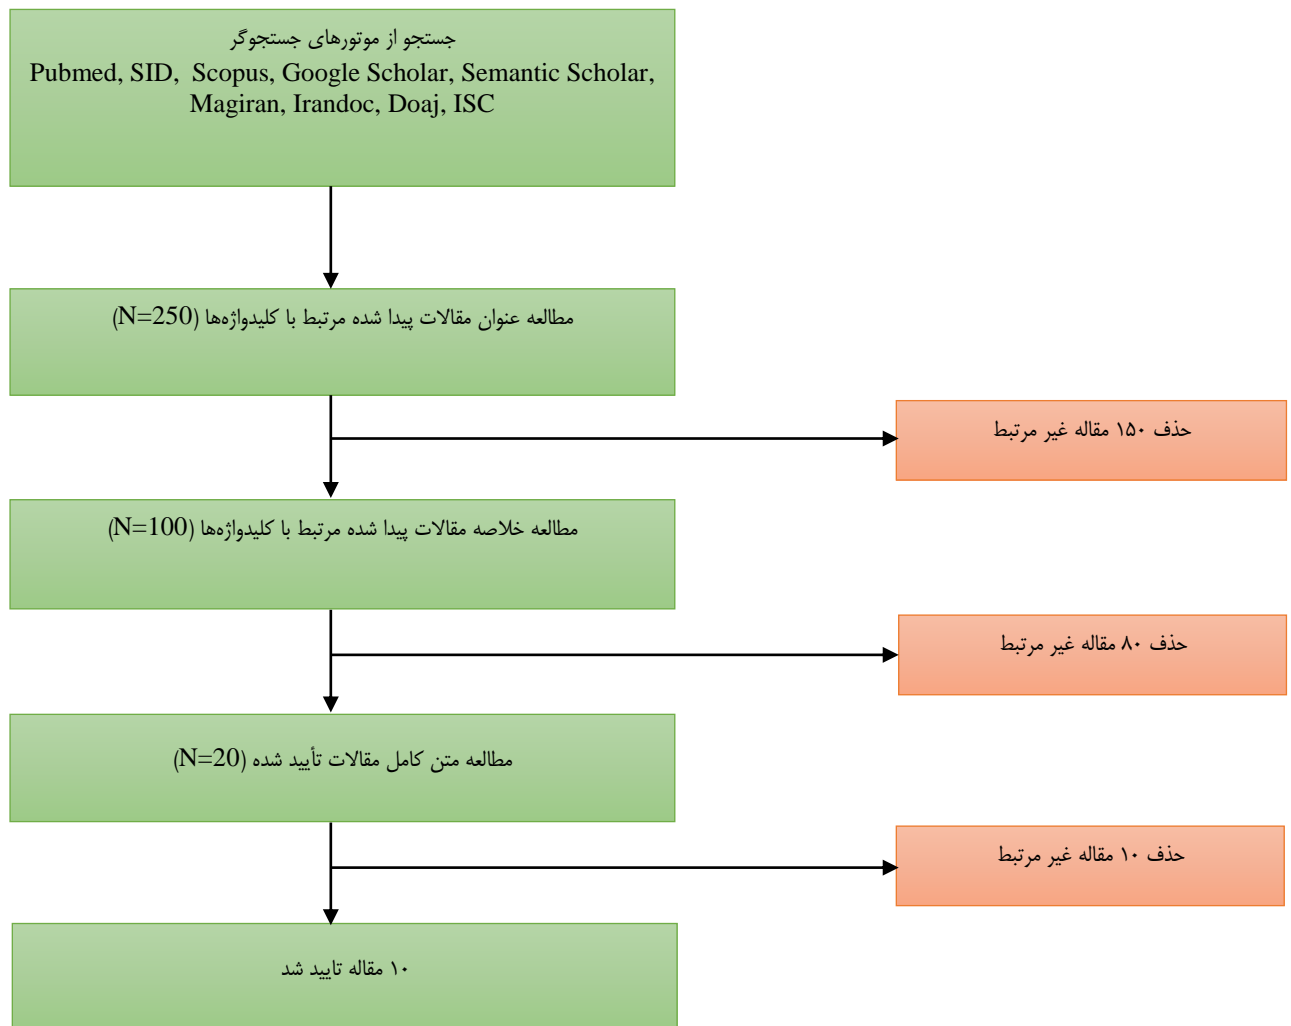 جستجو از موتورهای جستجوگر
Pubmed, SID, Scopus, Google Scholar, Semantic Scholar,
Magiran, Irandoc, Doaj, ISC
مطالعه عنوان مقالات پیدا شده مرتبط با کلیدواژه‌ها (N=250)
حذف ۱۵۰ مقاله غیر مرتبط
مطالعه خلاصه مقالات پیدا شده مرتبط با کلیدواژه‌ها (N=100)
حذف ۸۰ مقاله غیر مرتبط
مطالعه متن کامل مقالات تأیید شده (N=20)
حذف ۱۰ مقاله غیر مرتبط
۱۰ مقاله تایید شد